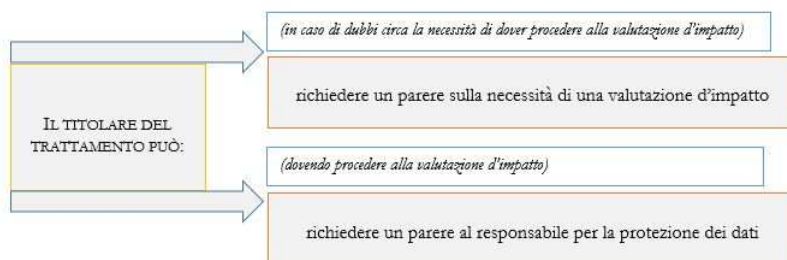 IL TITOLARE DEL
TRATTAMENTO PUÒ:
(in caso di dubbi circa la necessità di dover procedere alla valutazione d'impatto)
richiedere un parere sulla necessità di una valutazione d'impatto
(dovendo procedere alla valutazione d'impatto)
richiedere un parere al responsabile per la protezione dei dati